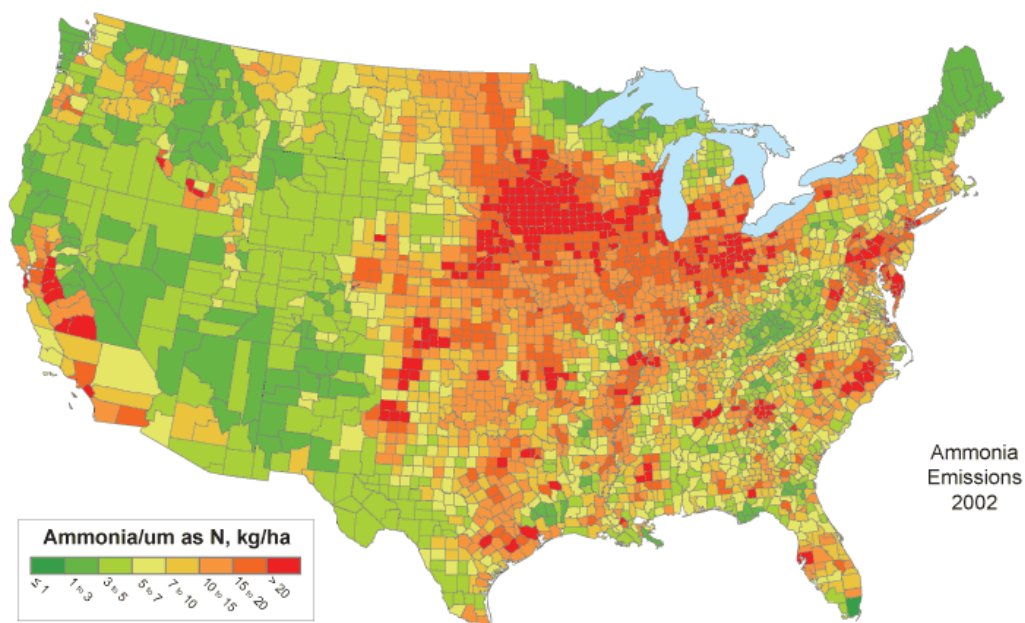 Ammonia
Emissions
2002
Ammonia/um as N, kg/ha
≤ 1
1 to 3
3 to 5
5 to 7
7 to 10
10 to 15
15 to 20
> 20